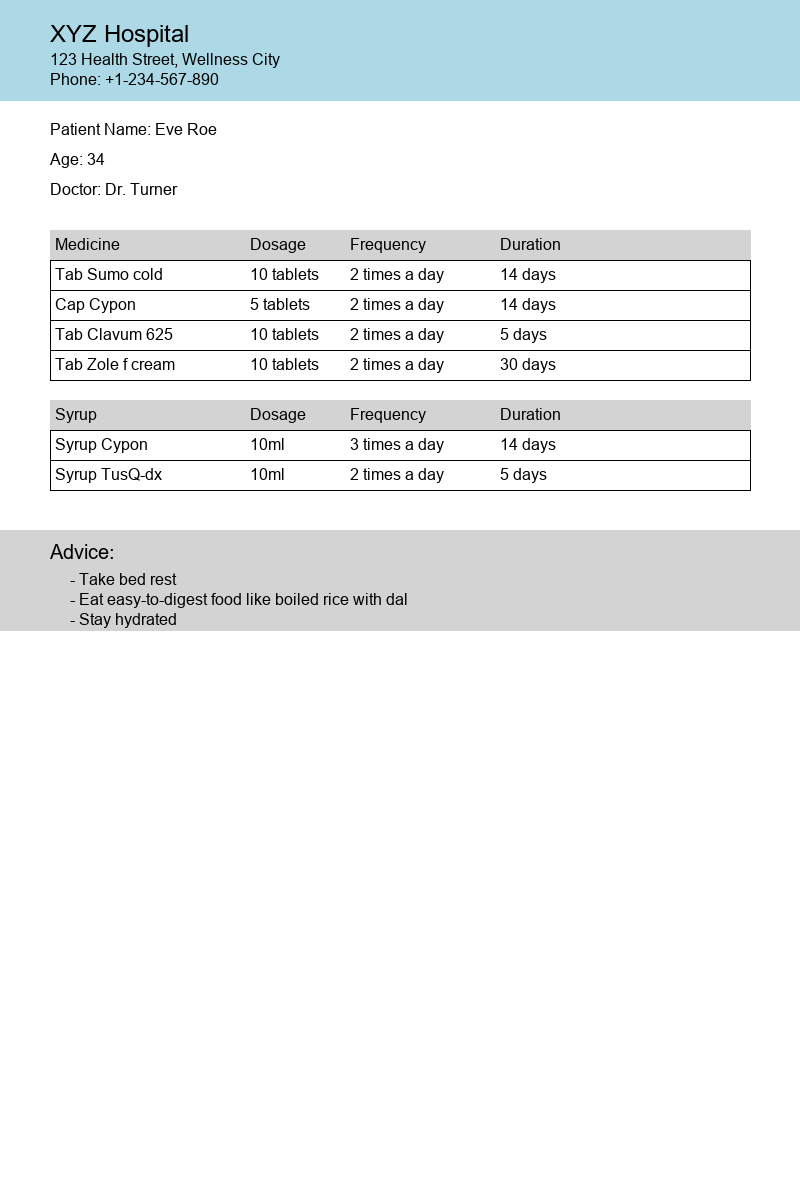 XYZ Hospital
123 Health Street, Wellness City
Phone: +1-234-567-890
Patient Name: Eve Roe
Age: 34
Doctor: Dr. Turner
Medicine Dosage Frequency Duration
Tab Sumo cold 10 tablets 2 times a day 14 days
Cap Cypon 5 tablets 2 times a day 14 days
Tab Clavum 625 10 tablets 2 times a day 5 days
Tab Zole f cream 10 tablets 2 times a day 30 days
Syrup Dosage Frequency Duration
Syrup Cypon 10ml 3 times a day 14 days
Syrup TusQ-dx 10ml 2 times a day 5 days
Advice:
- Take bed rest
- Eat easy-to-digest food like boiled rice with dal
- Stay hydrated